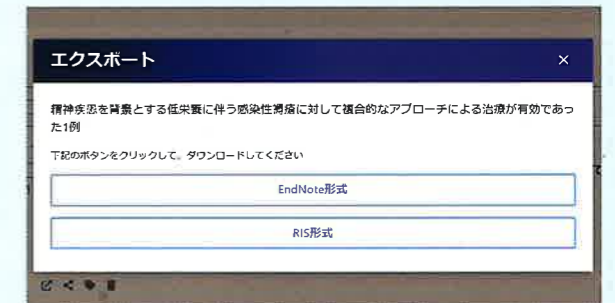 エクスポート
×
精神疾患を背景とする低栄養に伴う感染性褥瘡に対して複合的なアプローチによる治療が有効であっ
た1例
下記のボタンをクリックして。ダウンロードしてください
EndNote形式
RIS形式